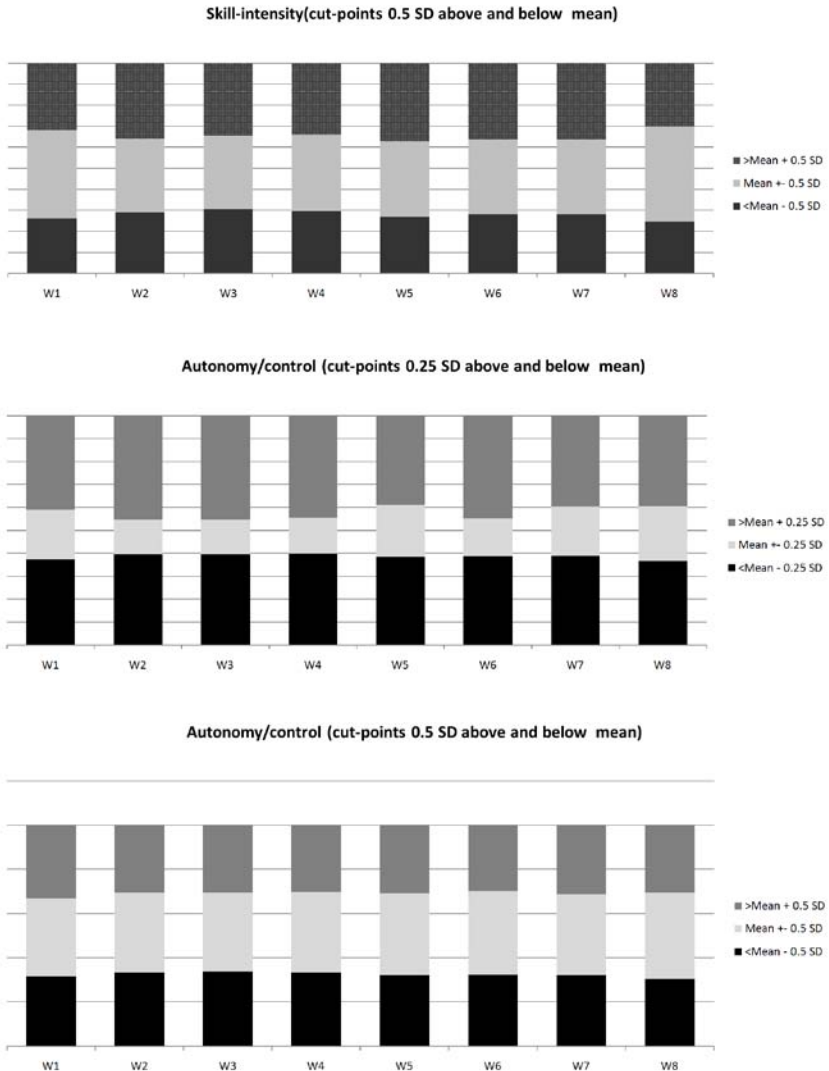 Skill-intensity(cut-points 0.5 SD above and below mean)
>Mean + 0.5 SD
Mean +- 0.5 SD
<Mean - 0.5 SD
W1 W2 W3 W4 W5 W6 W7 W8
Autonomy/control (cut-points 0.25 SD above and below mean)
>Mean + 0.25 SD
Mean +- 0.25 SD
<Mean - 0.25 SD
W1 W2 W3 W4 W5 W6 W7 W8
Autonomy/control (cut-points 0.5 SD above and below mean)
>Mean + 0.5 SD
Mean +- 0.5 SD
<Mean - 0.5 SD
W1 W2 W3 W4 W5 W6 W7 W8